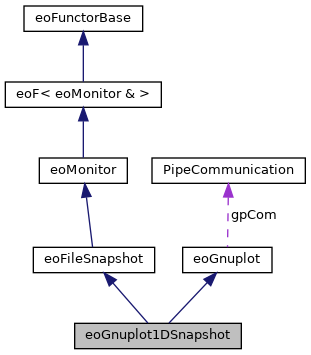 eoFunctorBase
eoF< eoMonitor & >
eoMonitor
PipeCommunication
gpCom
eoFileSnapshot
eoGnuplot
eoGnuplot1DSnapshot